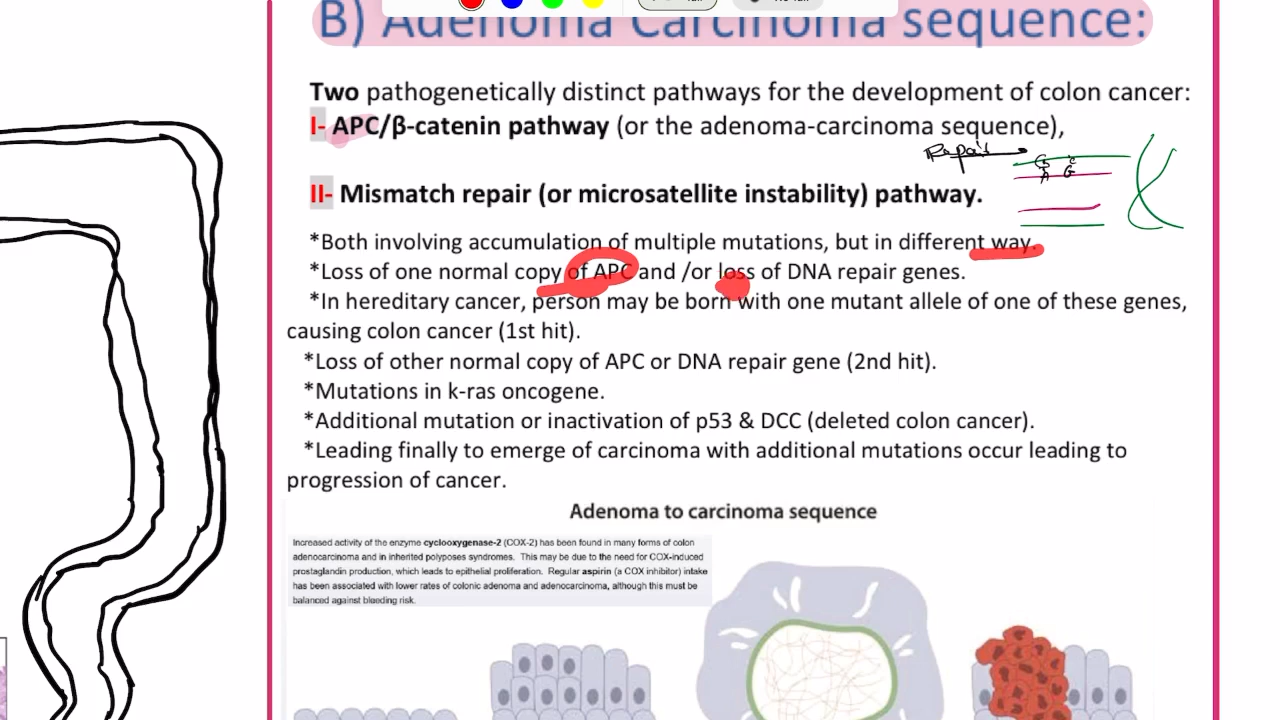 B) Adenoma Carcinoma sequence:
Two pathogenetically distinct pathways for the development of colon cancer:
I- APC/β-catenin pathway (or the adenoma-carcinoma sequence),
Repair
G C
A G
II- Mismatch repair (or microsatellite instability) pathway.
*Both involving accumulation of multiple mutations, but in different way.
*Loss of one normal copy of APC and /or loss of DNA repair genes.
*In hereditary cancer, person may be born with one mutant allele of one of these genes,
causing colon cancer (1st hit).
*Loss of other normal copy of APC or DNA repair gene (2nd hit).
*Mutations in k-ras oncogene.
*Additional mutation or inactivation of p53 & DCC (deleted colon cancer).
*Leading finally to emerge of carcinoma with additional mutations occur leading to
progression of cancer.
Adenoma to carcinoma sequence
Increased activity of the enzyme cyclooxygenase-2 (COX-2) has been found in many forms of colon
adenocarcinoma and in inherited polyposes syndromes. This may be due to the need for COX-induced
prostaglandin production, which leads to epithelial proliferation. Regular aspirin (a COX inhibitor) intake
has been associated with lower rates of colonic adenoma and adenocarcinoma, although this must be
balanced against bleeding risk.